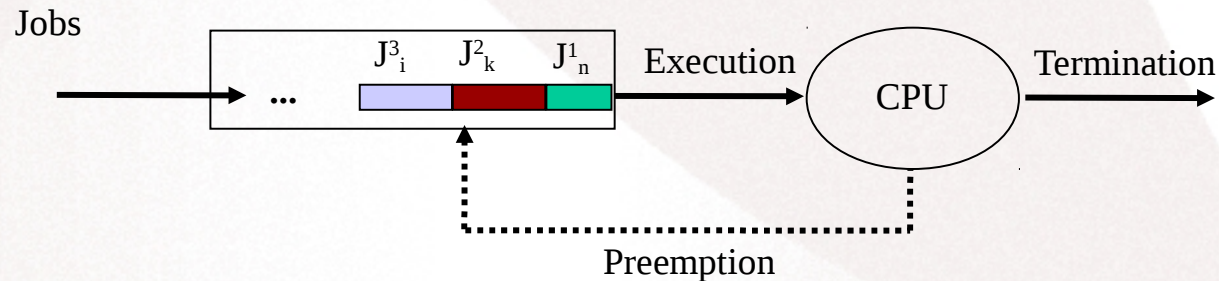 Jobs
... J³ᵢ J²ₖ J¹ₙ
Execution
CPU
Termination
Preemption